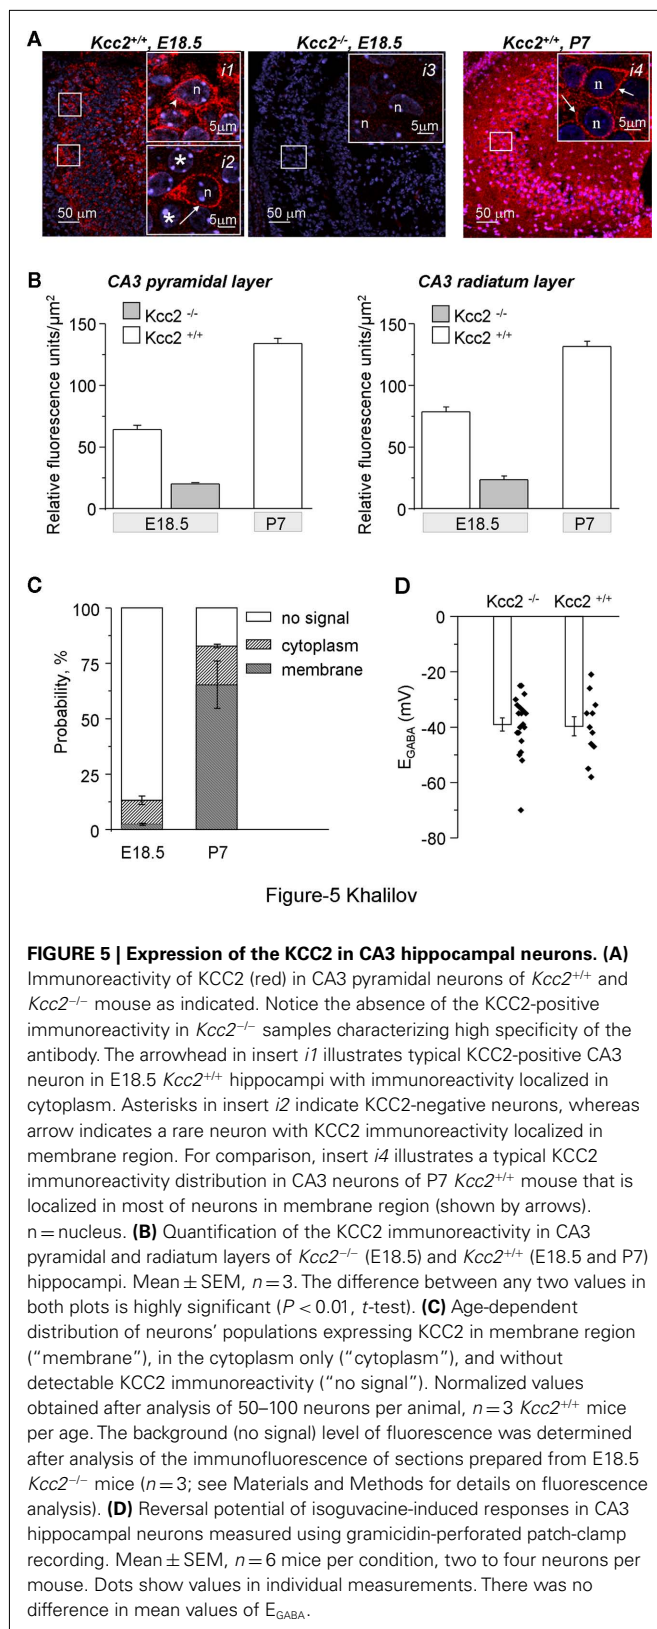 A
Kcc2+/+, E18.5
Kcc2-/-, E18.5
Kcc2+/+, P7
i1
n
5µm
i2
*
n
*
5µm
50 µm
i3
n
5µm
50 µm
i4
n
n
5µm
50 µm
B
CA3 pyramidal layer
CA3 radiatum layer
Relative fluorescence units/µm²
150
100
50
0
Kcc2 -/-
Kcc2 +/+
E18.5
P7
Relative fluorescence units/µm²
150
100
50
0
Kcc2 -/-
Kcc2 +/+
E18.5
P7
C
Probability, %
100
75
50
25
0
no signal
cytoplasm
membrane
E18.5
P7
D
Kcc2 -/-
Kcc2 +/+
EGABA (mV)
0
-20
-40
-60
-80
Figure-5 Khalilov
FIGURE 5 | Expression of the KCC2 in CA3 hippocampal neurons. (A)
Immunoreactivity of KCC2 (red) in CA3 pyramidal neurons of Kcc2+/+ and
Kcc2−/− mouse as indicated. Notice the absence of the KCC2-positive
immunoreactivity in Kcc2−/− samples characterizing high specificity of the
antibody. The arrowhead in insert i1 illustrates typical KCC2-positive CA3
neuron in E18.5 Kcc2+/+ hippocampi with immunoreactivity localized in
cytoplasm. Asterisks in insert i2 indicate KCC2-negative neurons, whereas
arrow indicates a rare neuron with KCC2 immunoreactivity localized in
membrane region. For comparison, insert i4 illustrates a typical KCC2
immunoreactivity distribution in CA3 neurons of P7 Kcc2+/+ mouse that is
localized in most of neurons in membrane region (shown by arrows).
n = nucleus. (B) Quantification of the KCC2 immunoreactivity in CA3
pyramidal and radiatum layers of Kcc2−/− (E18.5) and Kcc2+/+ (E18.5 and P7)
hippocampi. Mean ± SEM, n = 3. The difference between any two values in
both plots is highly significant (P < 0.01, t-test). (C) Age-dependent
distribution of neurons' populations expressing KCC2 in membrane region
("membrane"), in the cytoplasm only ("cytoplasm"), and without
detectable KCC2 immunoreactivity ("no signal"). Normalized values
obtained after analysis of 50–100 neurons per animal, n = 3 Kcc2+/+ mice
per age. The background (no signal) level of fluorescence was determined
after analysis of the immunofluorescence of sections prepared from E18.5
Kcc2−/− mice (n = 3; see Materials and Methods for details on fluorescence
analysis). (D) Reversal potential of isoguvacine-induced responses in CA3
hippocampal neurons measured using gramicidin-perforated patch-clamp
recording. Mean ± SEM, n = 6 mice per condition, two to four neurons per
mouse. Dots show values in individual measurements. There was no
difference in mean values of EGABA.